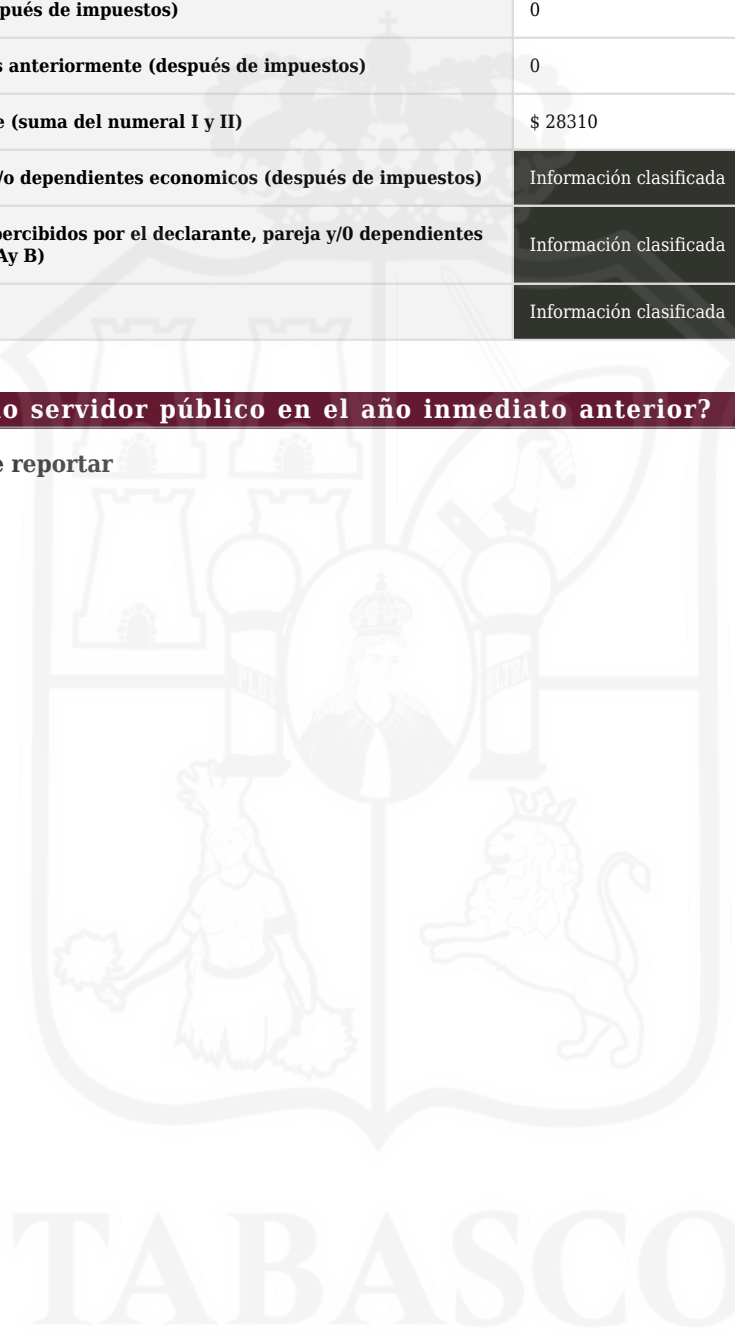 pués de impuestos)
0
s anteriormente (después de impuestos)
0
e (suma del numeral I y II)
$ 28310
/o dependientes economicos (después de impuestos)
Información clasificada
percibidos por el declarante, pareja y/0 dependientes
Ay B)
Información clasificada
Información clasificada
o servidor público en el año inmediato anterior?
e reportar
PLUS
ULTRA
TABASCO